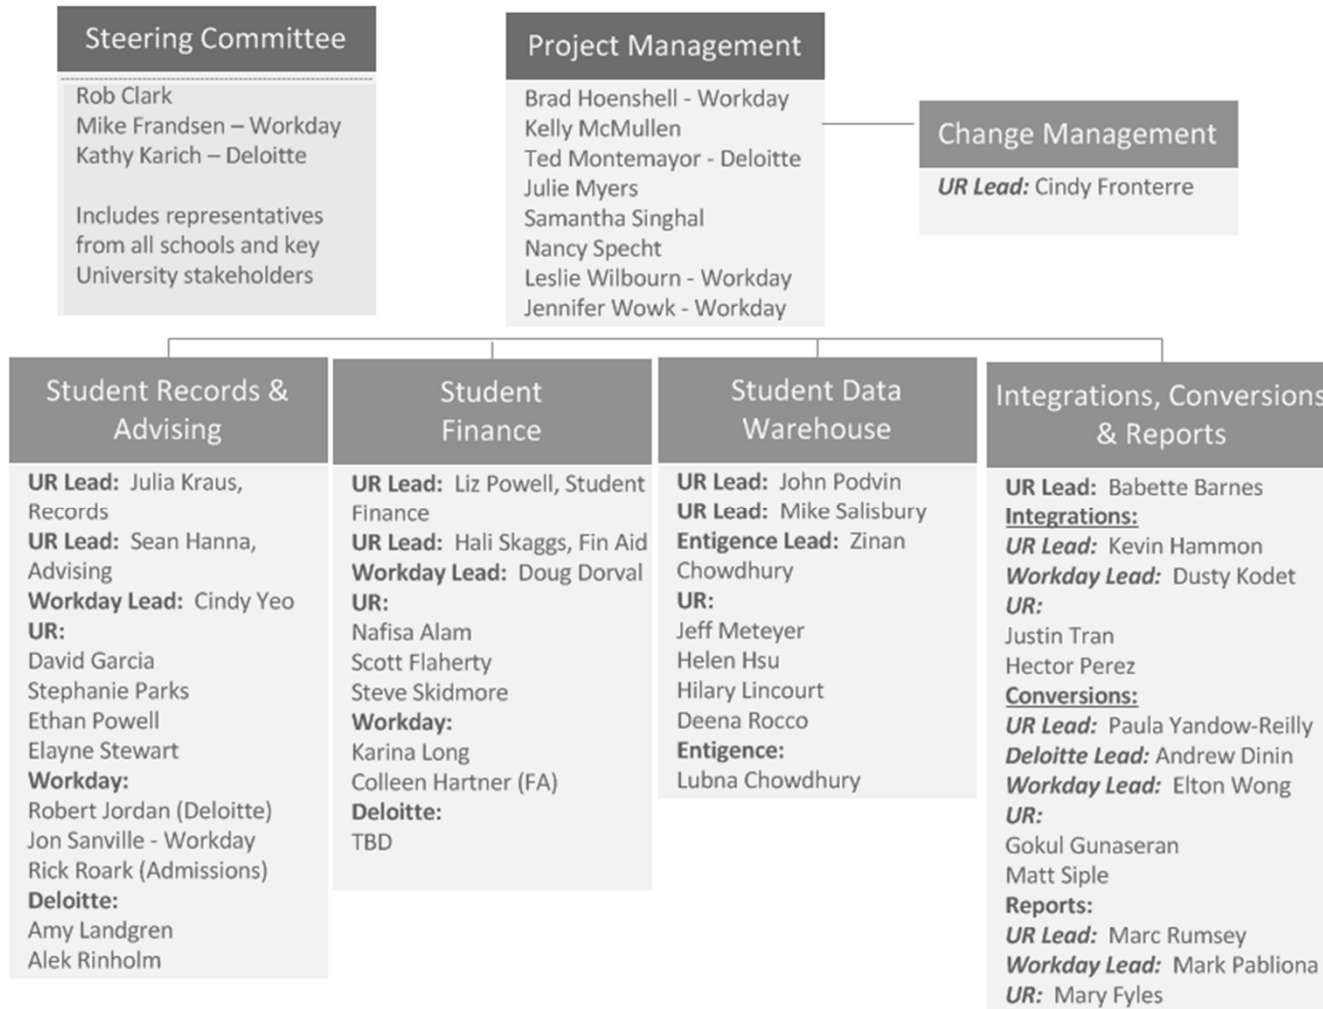 Steering Committee
Rob Clark
Mike Frandsen – Workday
Kathy Karich – Deloitte
Includes representatives
from all schools and key
University stakeholders
Project Management
Brad Hoenshell - Workday
Kelly McMullen
Ted Montemayor - Deloitte
Julie Myers
Samantha Singhal
Nancy Specht
Leslie Wilbourn - Workday
Jennifer Wowk - Workday
Change Management
UR Lead: Cindy Fronterre
Student Records &
Advising
UR Lead: Julia Kraus,
Records
UR Lead: Sean Hanna,
Advising
Workday Lead: Cindy Yeo
UR:
David Garcia
Stephanie Parks
Ethan Powell
Elayne Stewart
Workday:
Robert Jordan (Deloitte)
Jon Sanville - Workday
Rick Roark (Admissions)
Deloitte:
Amy Landgren
Alek Rinholm
Student
Finance
UR Lead: Liz Powell, Student
Finance
UR Lead: Hali Skaggs, Fin Aid
Workday Lead: Doug Dorval
UR:
Nafisa Alam
Scott Flaherty
Steve Skidmore
Workday:
Karina Long
Colleen Hartner (FA)
Deloitte:
TBD
Student Data
Warehouse
UR Lead: John Podvin
UR Lead: Mike Salisbury
Entigence Lead: Zinan
Chowdhury
UR:
Jeff Meteyer
Helen Hsu
Hilary Lincourt
Deena Rocco
Entigence:
Lubna Chowdhury
Integrations, Conversions
& Reports
UR Lead: Babette Barnes
Integrations:
UR Lead: Kevin Hammon
Workday Lead: Dusty Kodet
UR:
Justin Tran
Hector Perez
Conversions:
UR Lead: Paula Yandow-Reilly
Deloitte Lead: Andrew Dinin
Workday Lead: Elton Wong
UR:
Gokul Gunaseran
Matt Siple
Reports:
UR Lead: Marc Rumsey
Workday Lead: Mark Pabliona
UR: Mary Fyles